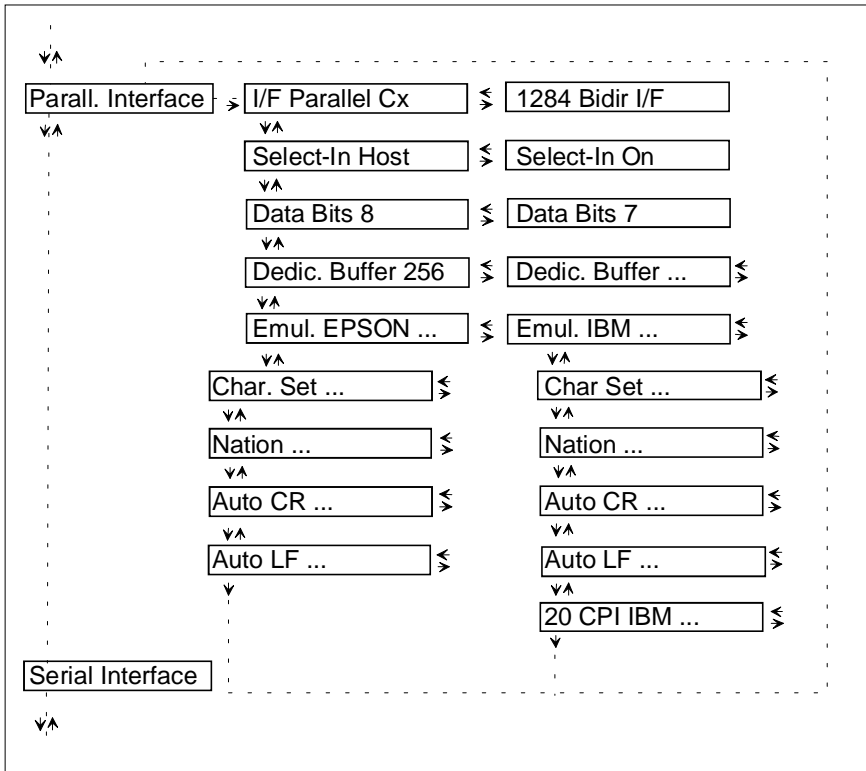 Parall. Interface I/F Parallel Cx 1284 Bidir I/F
Select-In Host Select-In On
Data Bits 8 Data Bits 7
Dedic. Buffer 256 Dedic. Buffer ...
Emul. EPSON ... Emul. IBM ...
Char. Set ... Char Set ...
Nation ... Nation ...
Auto CR ... Auto CR ...
Auto LF ... Auto LF ...
20 CPI IBM ...
Serial Interface